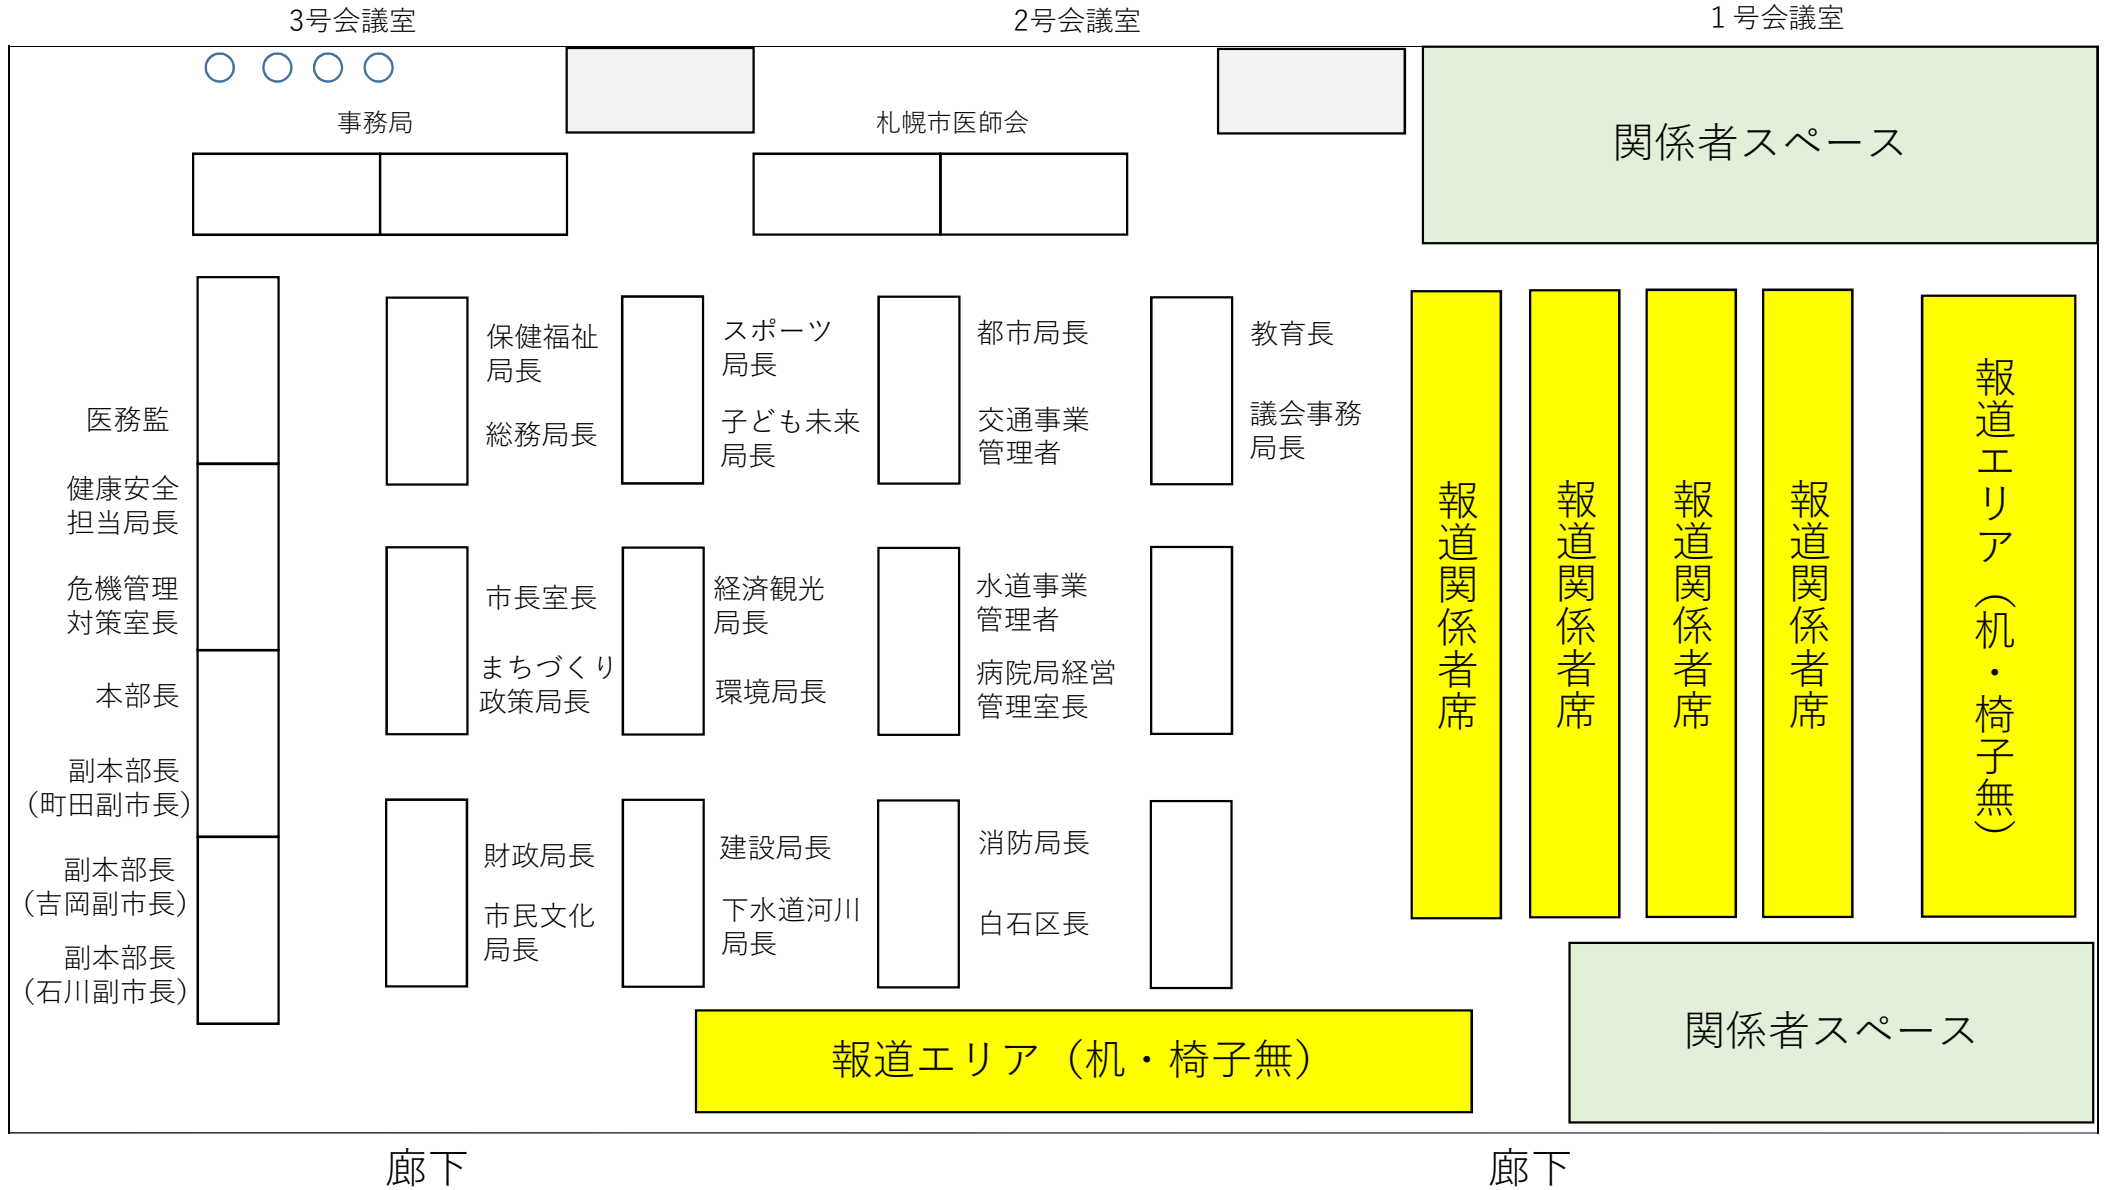 3号会議室
2号会議室
１号会議室
事務局
札幌市医師会
関係者スペース
医務監
健康安全
担当局長
危機管理
対策室長
本部長
副本部長
（町田副市長）
副本部長
（吉岡副市長）
副本部長
（石川副市長）
保健福祉
局長
総務局長
市長室長
まちづくり
政策局長
財政局長
市民文化
局長
スポーツ
局長
子ども未来
局長
経済観光
局長
環境局長
建設局長
下水道河川
局長
都市局長
交通事業
管理者
水道事業
管理者
病院局経営
管理室長
消防局長
白石区長
教育長
議会事務
局長
報道関係者席
報道関係者席
報道関係者席
報道関係者席
報道エリア（机・椅子無）
報道エリア（机・椅子無）
関係者スペース
廊下
廊下